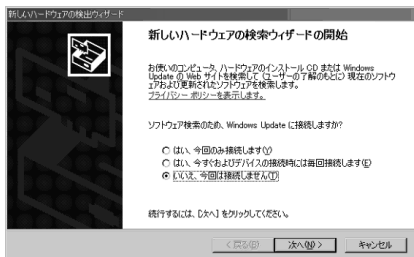 新しいハードウェアの検出ウィザード
新しいハードウェアの検索ウィザードの開始
お使いのコンピュータ、ハードウェアのインストール CD または Windows
Update の Web サイトを検索して (ユーザーの了解のもとに) 現在のソフトウ
ェアおよび更新されたソフトウェアを検索します。
プライバシー ポリシーを表示します。
ソフトウェア検索のため、Windows Update に接続しますか?
はい、今回のみ接続します(Y)
はい、今すぐおよびデバイスの接続時には毎回接続します(E)
いいえ、今回は接続しません(T)
続行するには、[次へ] をクリックしてください。
< 戻る(B)
次へ(N) >
キャンセル